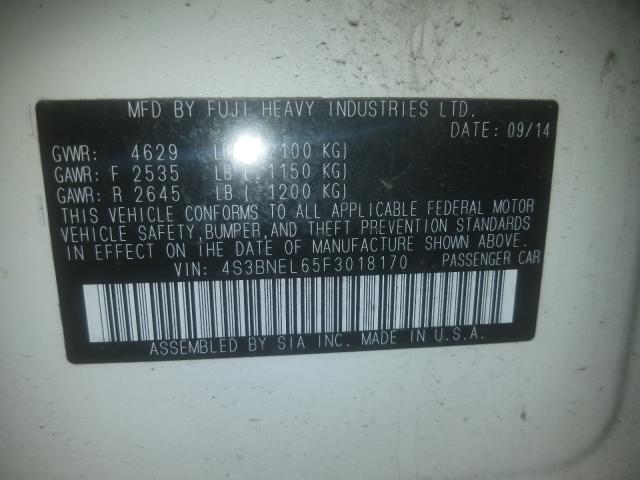 MFD BY FUJI HEAVY INDUSTRIES LTD.
DATE: 09/14
GVWR: 4629 LB 100 KG)
GAWR: F 2535 LB ( 1150 KG)
GAWR: R 2645 LB ( 1200 KG)
THIS VEHICLE CONFORMS TO ALL APPLICABLE FEDERAL MOTOR
VEHICLE SAFETY, BUMPER, AND THEFT PREVENTION STANDARDS
IN EFFECT ON THE DATE OF MANUFACTURE SHOWN ABOVE.
VIN: 4S3BNEL65F3018170 PASSENGER CAR
ASSEMBLED BY SIA INC. MADE IN U.S.A.